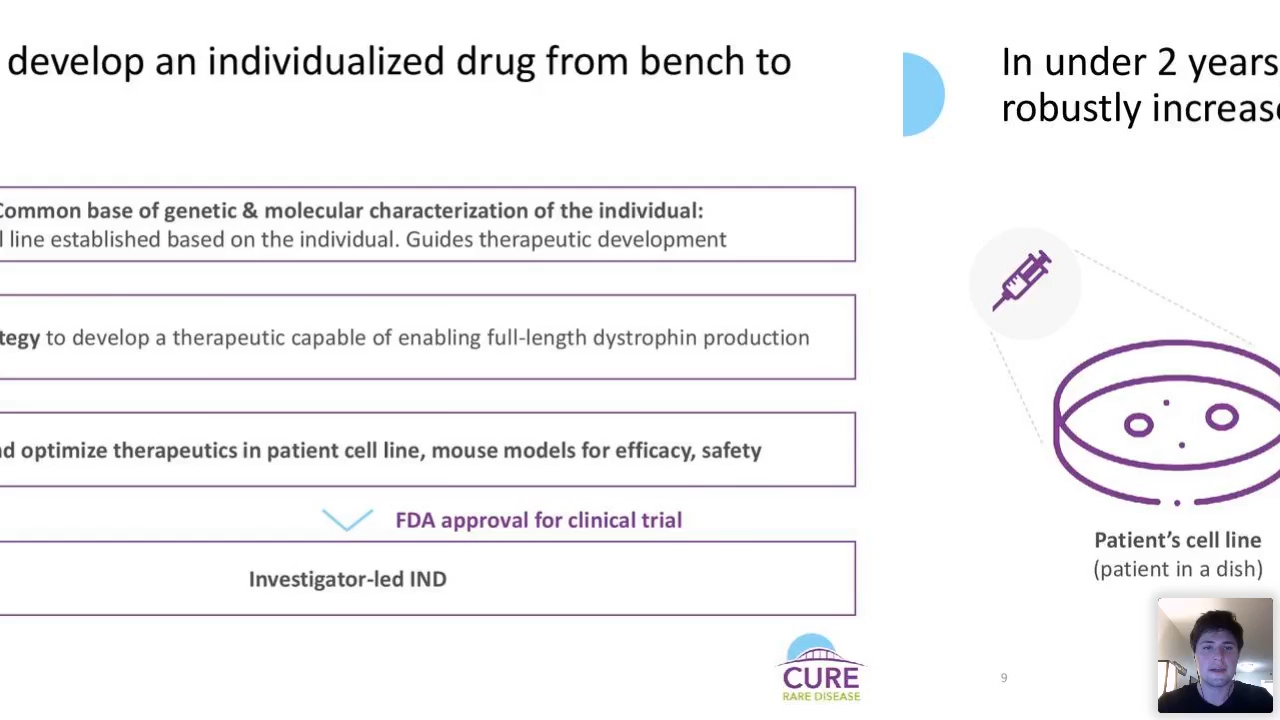 develop an individualized drug from bench to
Common base of genetic & molecular characterization of the individual:
line established based on the individual. Guides therapeutic development
to develop a therapeutic capable of enabling full-length dystrophin production
optimize therapeutics in patient cell line, mouse models for efficacy, safety
FDA approval for clinical trial
Investigator-led IND
CURE
RARE DISEASE
In under 2 years
robustly increase
Patient’s cell line
(patient in a dish)
9